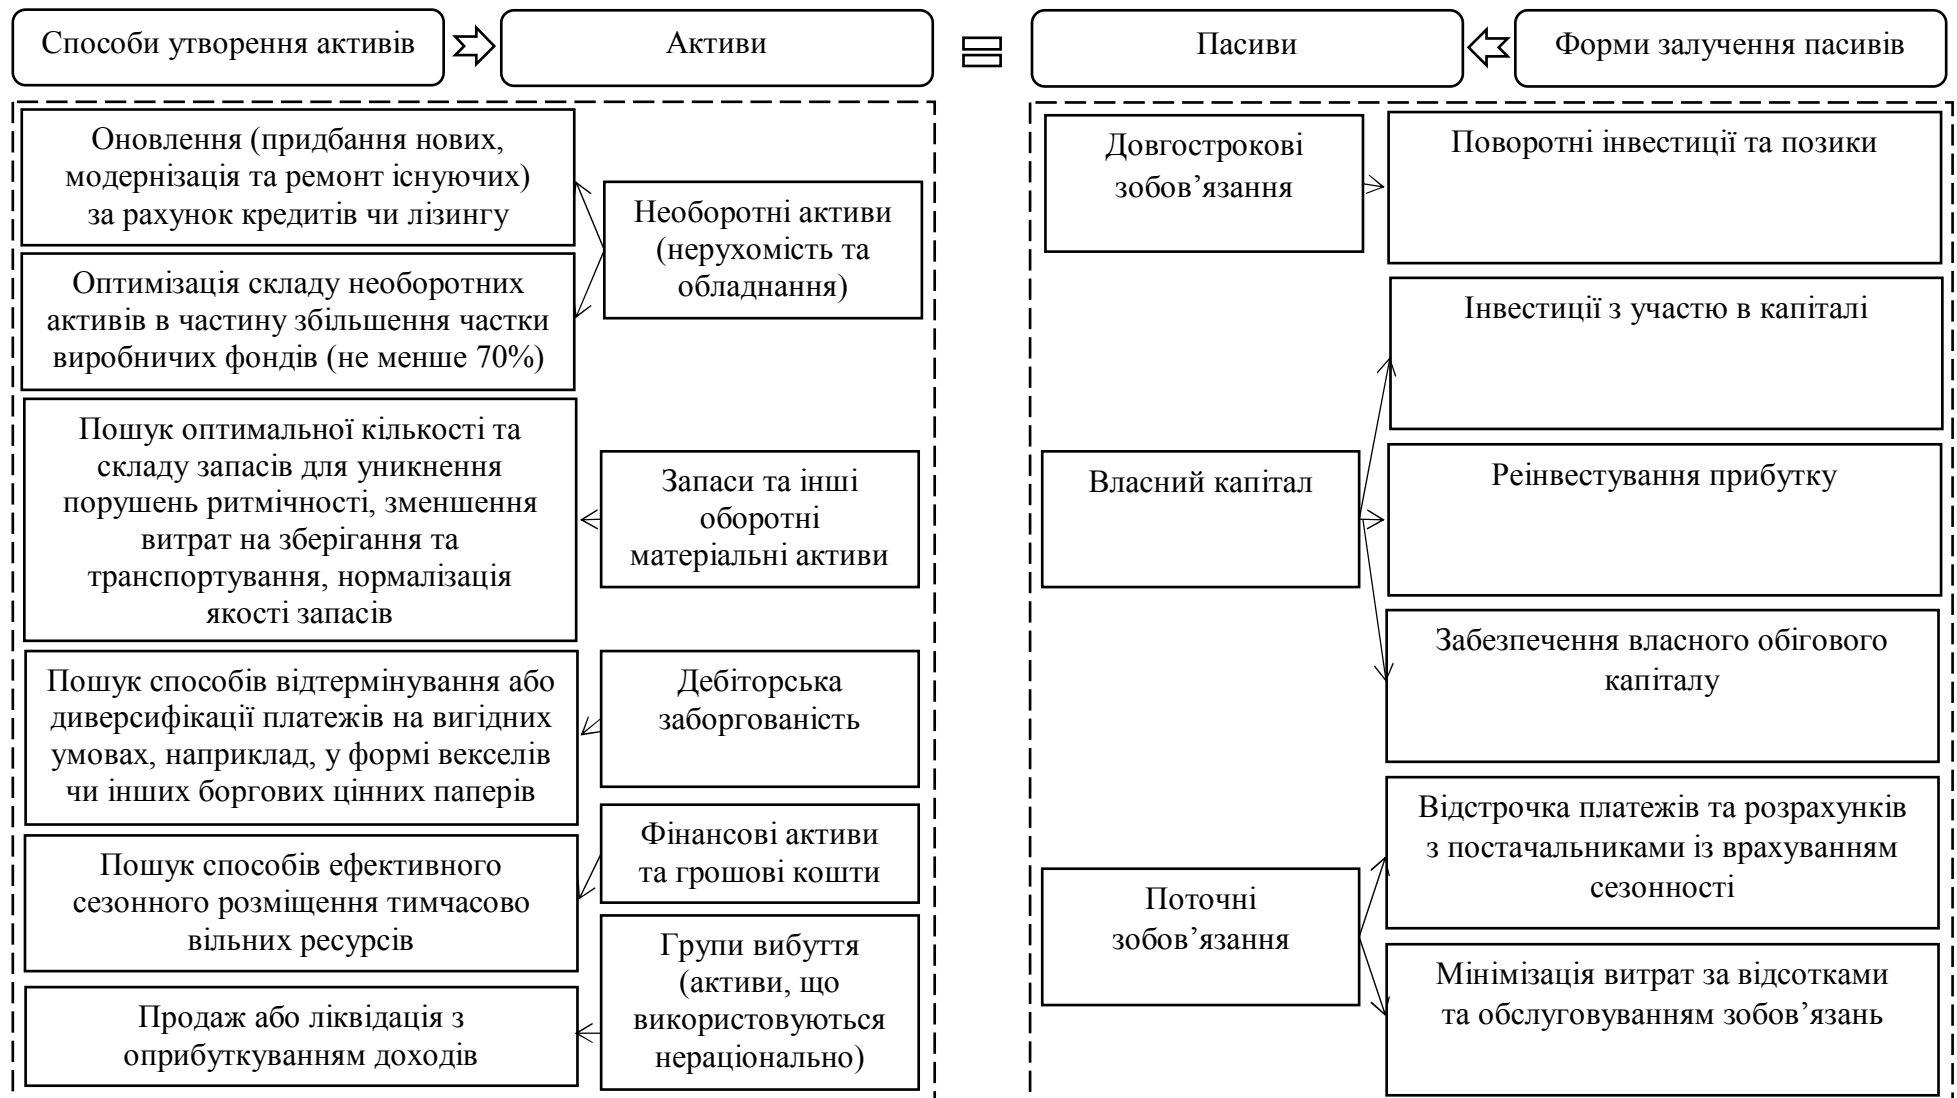 Способи утворення активів
Активи
Пасиви
Форми залучення пасивів
Оновлення (придбання нових,
модернізація та ремонт існуючих)
за рахунок кредитів чи лізингу
Оптимізація складу необоротних
активів в частину збільшення частки
виробничих фондів (не менше 70%)
Необоротні активи
(нерухомість та
обладнання)
Пошук оптимальної кількості та
складу запасів для уникнення
порушень ритмічності, зменшення
витрат на зберігання та
транспортування, нормалізація
якості запасів
Запаси та інші
оборотні
матеріальні активи
Пошук способів відтермінування або
диверсифікації платежів на вигідних
умовах, наприклад, у формі векселів
чи інших боргових цінних паперів
Дебіторська
заборгованість
Пошук способів ефективного
сезонного розміщення тимчасово
вільних ресурсів
Фінансові активи
та грошові кошти
Продаж або ліквідація з
оприбуткуванням доходів
Групи вибуття
(активи, що
використовуються
нераціонально)
Довгострокові
зобов’язання
Поворотні інвестиції та позики
Власний капітал
Інвестиції з участю в капіталі
Реінвестування прибутку
Забезпечення власного обігового
капіталу
Поточні
зобов’язання
Відстрочка платежів та розрахунків
з постачальниками із врахуванням
сезонності
Мінімізація витрат за відсотками
та обслуговуванням зобов’язань